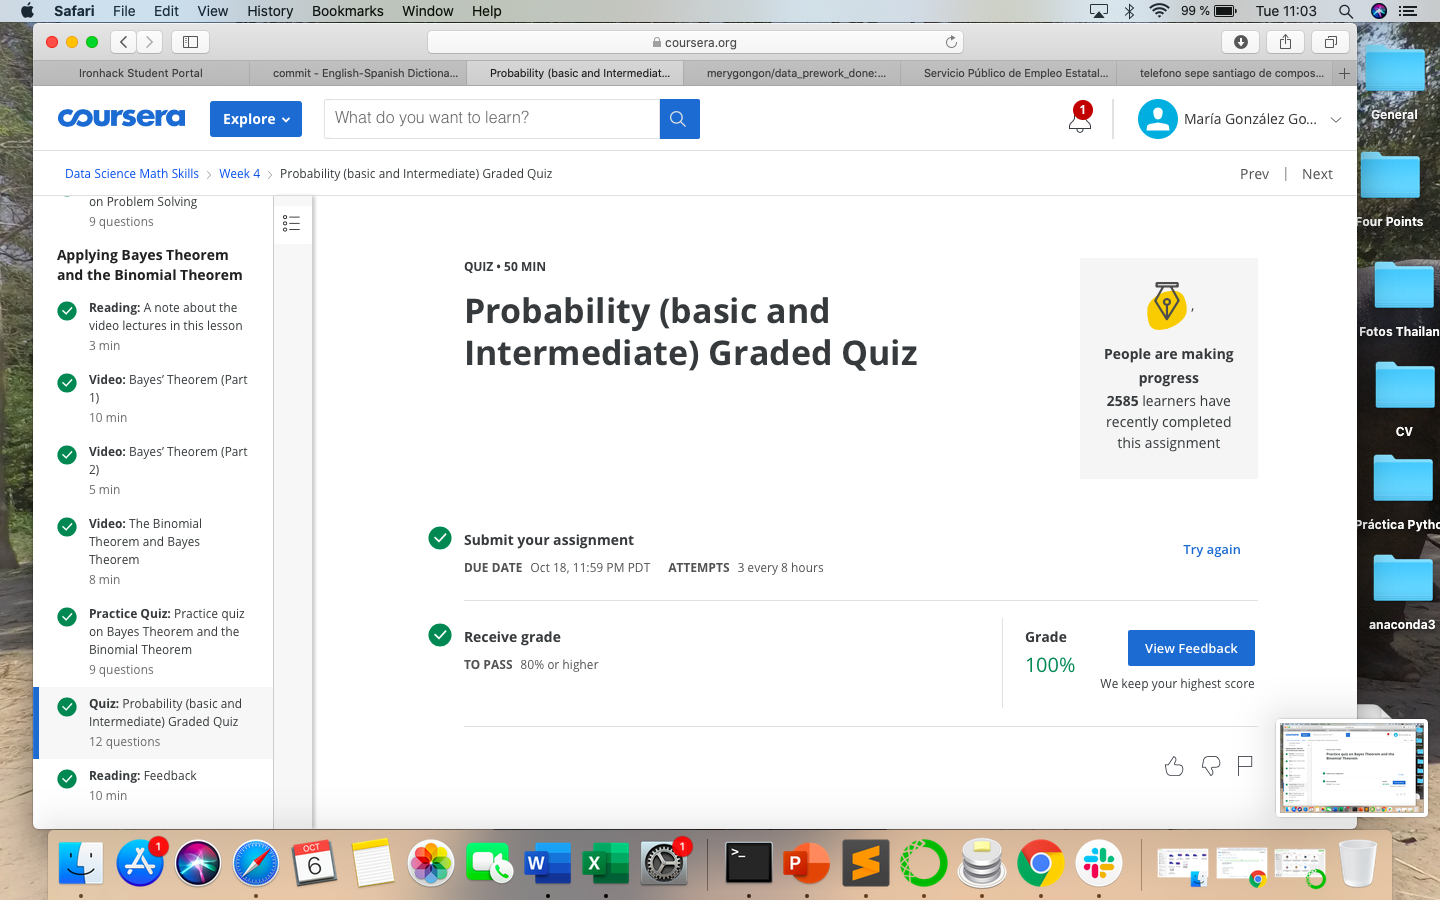 Safari File Edit View History Bookmarks Window Help 99 % Tue 11:03
coursera.org
Ironhack Student Portal
commit - English-Spanish Dictiona...
Probability (basic and Intermediat...
merygongon/data_prework_done:...
Servicio Público de Empleo Estatal...
telefono sepe santiago de compos...
coursera
Explore
What do you want to learn?
1
María González Go...
Data Science Math Skills
Week 4
Probability (basic and Intermediate) Graded Quiz
Prev | Next
on Problem Solving
9 questions
Applying Bayes Theorem
and the Binomial Theorem
Reading: A note about the
video lectures in this lesson
3 min
Video: Bayes’ Theorem (Part
1)
10 min
Video: Bayes’ Theorem (Part
2)
5 min
Video: The Binomial
Theorem and Bayes
Theorem
8 min
Practice Quiz: Practice quiz
on Bayes Theorem and the
Binomial Theorem
9 questions
Quiz: Probability (basic and
Intermediate) Graded Quiz
12 questions
Reading: Feedback
10 min
QUIZ • 50 MIN
Probability (basic and
Intermediate) Graded Quiz
,
People are making
progress
2585 learners have
recently completed
this assignment
Submit your assignment
DUE DATE Oct 18, 11:59 PM PDT ATTEMPTS 3 every 8 hours
Try again
Receive grade
TO PASS 80% or higher
Grade
100%
View Feedback
We keep your highest score
General
Four Points
Fotos Thailan
CV
Práctica Pytho
anaconda3
Practice quiz on Bayes Theorem and the
Binomial Theorem
1
OCT
6
W
X
1
>_
P